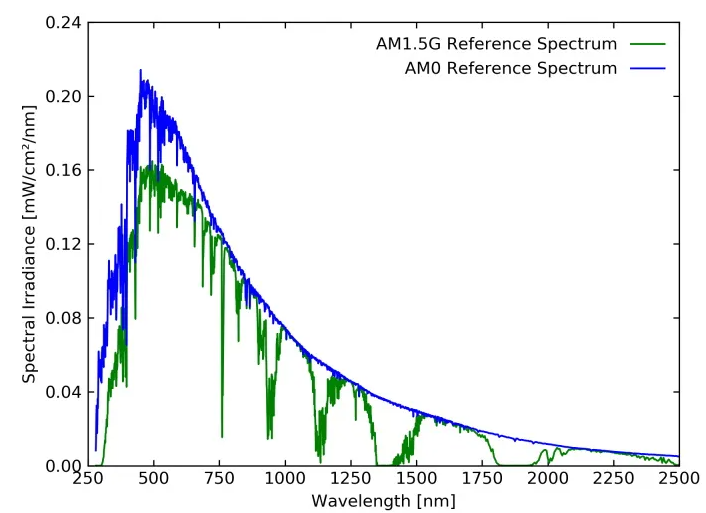 0.24
AM1.5G Reference Spectrum
AM0 Reference Spectrum
0.20
0.16
0.12
0.08
0.04
0.00
Spectral Irradiance [mW/cm²/nm]
250 500 750 1000 1250 1500 1750 2000 2250 2500
Wavelength [nm]